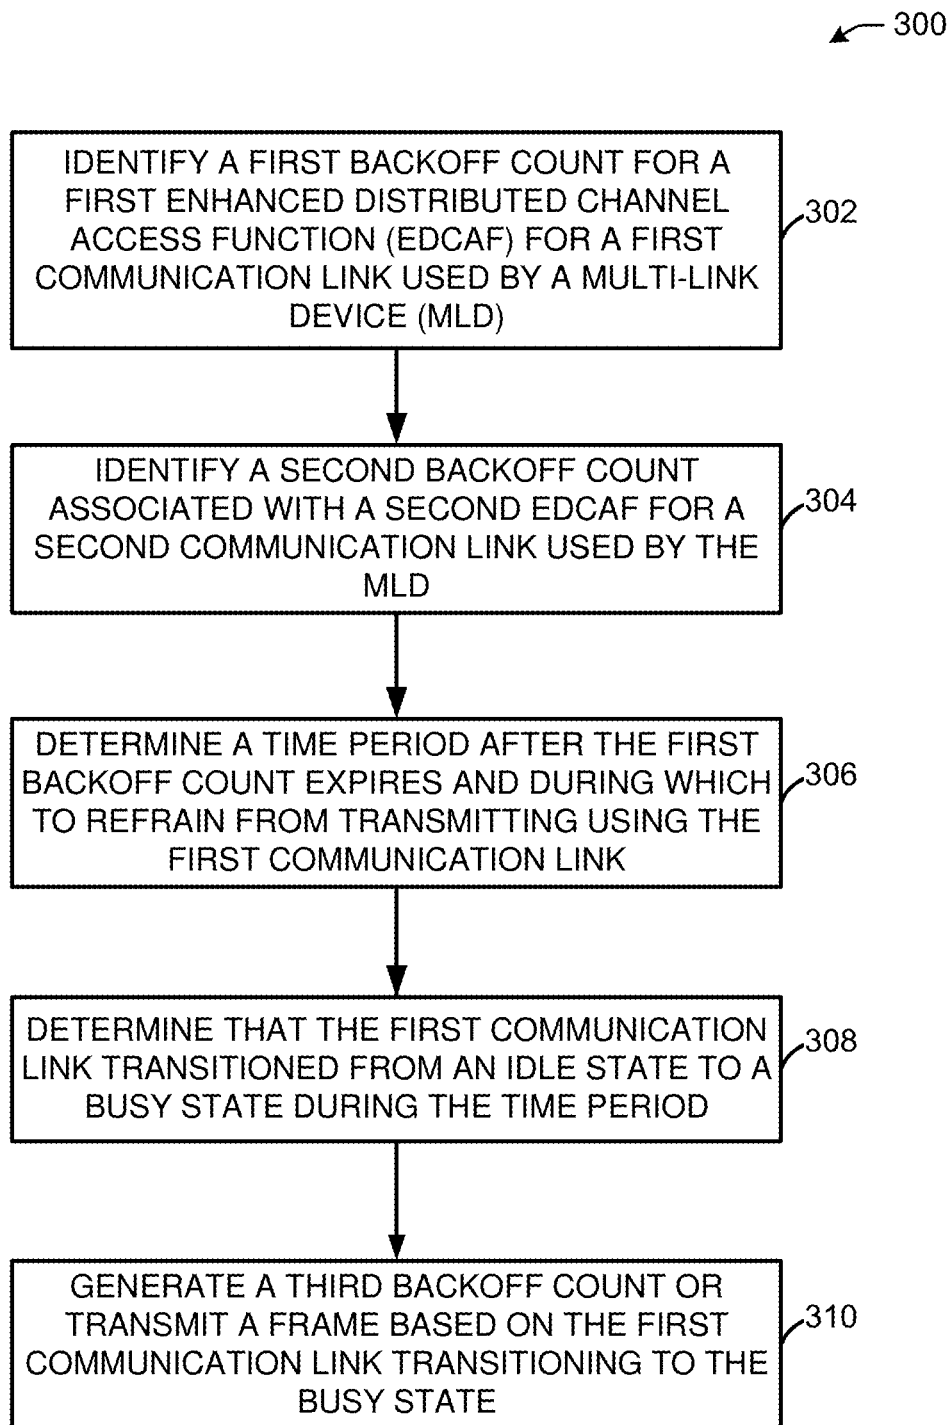 300
IDENTIFY A FIRST BACKOFF COUNT FOR A
FIRST ENHANCED DISTRIBUTED CHANNEL
ACCESS FUNCTION (EDCAF) FOR A FIRST
COMMUNICATION LINK USED BY A MULTI-LINK
DEVICE (MLD)
302
IDENTIFY A SECOND BACKOFF COUNT
ASSOCIATED WITH A SECOND EDCAF FOR A
SECOND COMMUNICATION LINK USED BY THE
MLD
304
DETERMINE A TIME PERIOD AFTER THE FIRST
BACKOFF COUNT EXPIRES AND DURING WHICH
TO REFRAIN FROM TRANSMITTING USING THE
FIRST COMMUNICATION LINK
306
DETERMINE THAT THE FIRST COMMUNICATION
LINK TRANSITIONED FROM AN IDLE STATE TO A
BUSY STATE DURING THE TIME PERIOD
308
GENERATE A THIRD BACKOFF COUNT OR
TRANSMIT A FRAME BASED ON THE FIRST
COMMUNICATION LINK TRANSITIONING TO THE
BUSY STATE
310